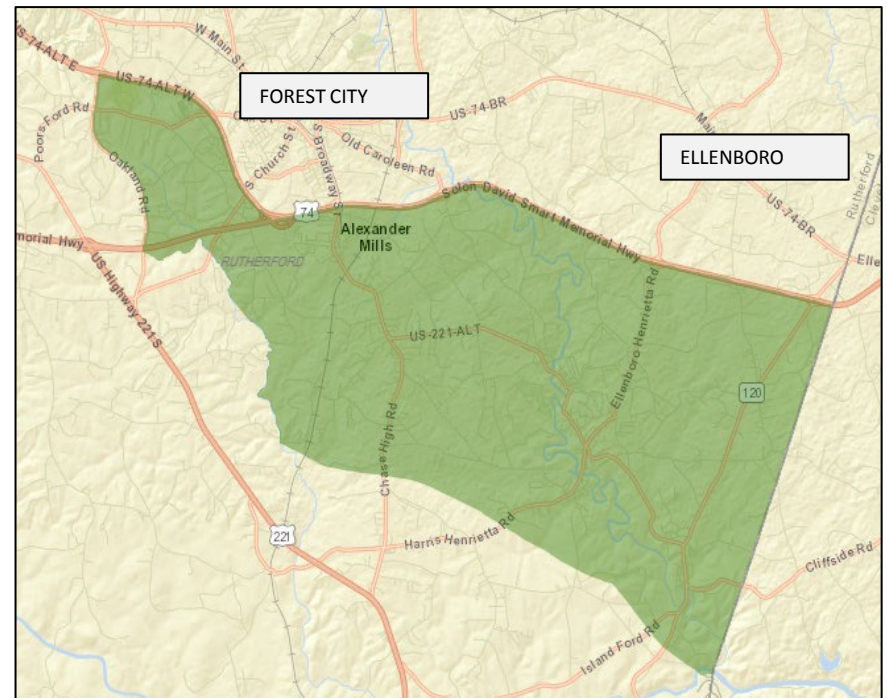 US-74-ALT E
W Main St
US-74-ALT W
FOREST CITY
US-74-BR
Poors Ford Rd
S Church St
S Broadway St
Old Caroleen Rd
Main
ELLENBORO
Rutherford
Oakland Rd
Solon David Smart Memorial Hwy
US-74-BR
74
morial Hwy
Alexander
Mills
RUTHERFORD
Elle
US Highway 221 S
US-221-ALT
Ellenboro Henrietta Rd
120
Chase High Rd
221
Harris Henrietta Rd
Cliffside Rd
Island Ford Rd